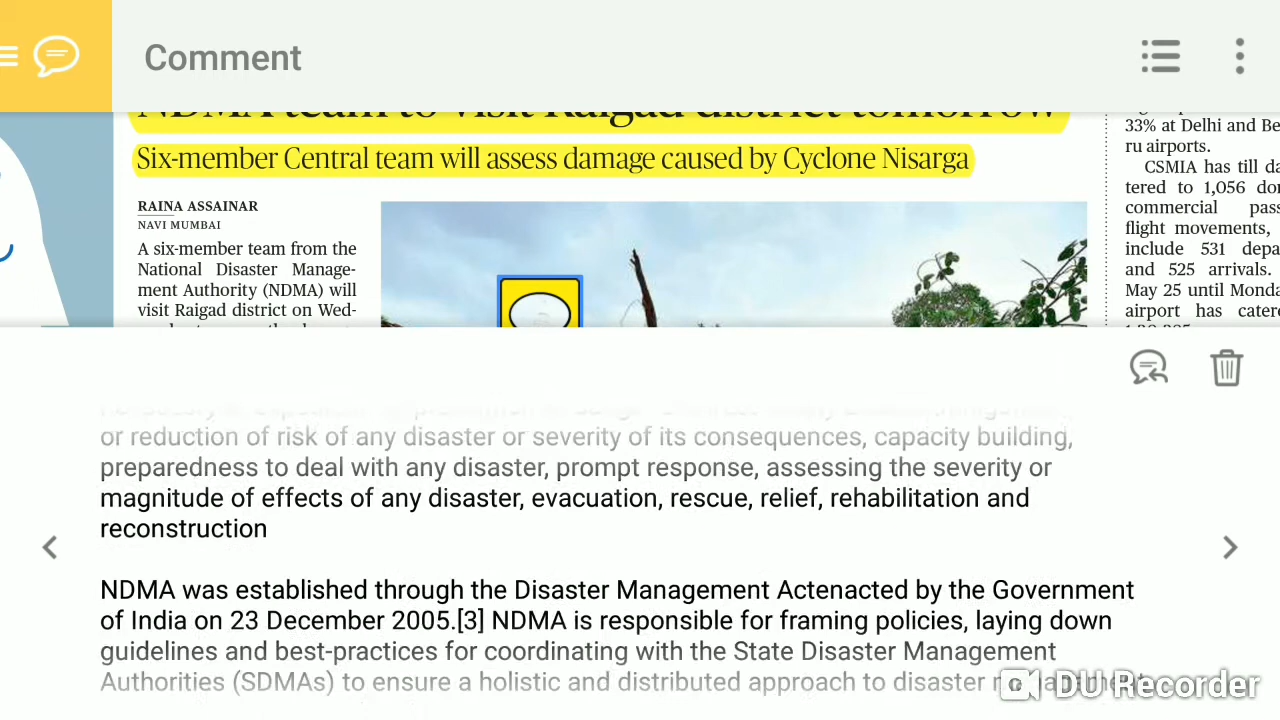 Comment
NDMA team to visit Raigad district tomorrow
Six-member Central team will assess damage caused by Cyclone Nisarga
RAINA ASSAINAR
NAVI MUMBAI
A six-member team from the
National Disaster Manage-
ment Authority (NDMA) will
visit Raigad district on Wed-
33% at Delhi and Be
ru airports.
CSMIA has till da
tered to 1,056 do
commercial pass
flight movements,
include 531 depa
and 525 arrivals.
May 25 until Monda
airport has cater
or reduction of risk of any disaster or severity of its consequences, capacity building,
preparedness to deal with any disaster, prompt response, assessing the severity or
magnitude of effects of any disaster, evacuation, rescue, relief, rehabilitation and
reconstruction
NDMA was established through the Disaster Management Actenacted by the Government
of India on 23 December 2005.[3] NDMA is responsible for framing policies, laying down
guidelines and best-practices for coordinating with the State Disaster Management
Authorities (SDMAs) to ensure a holistic and distributed approach to disaster management
DU Recorder